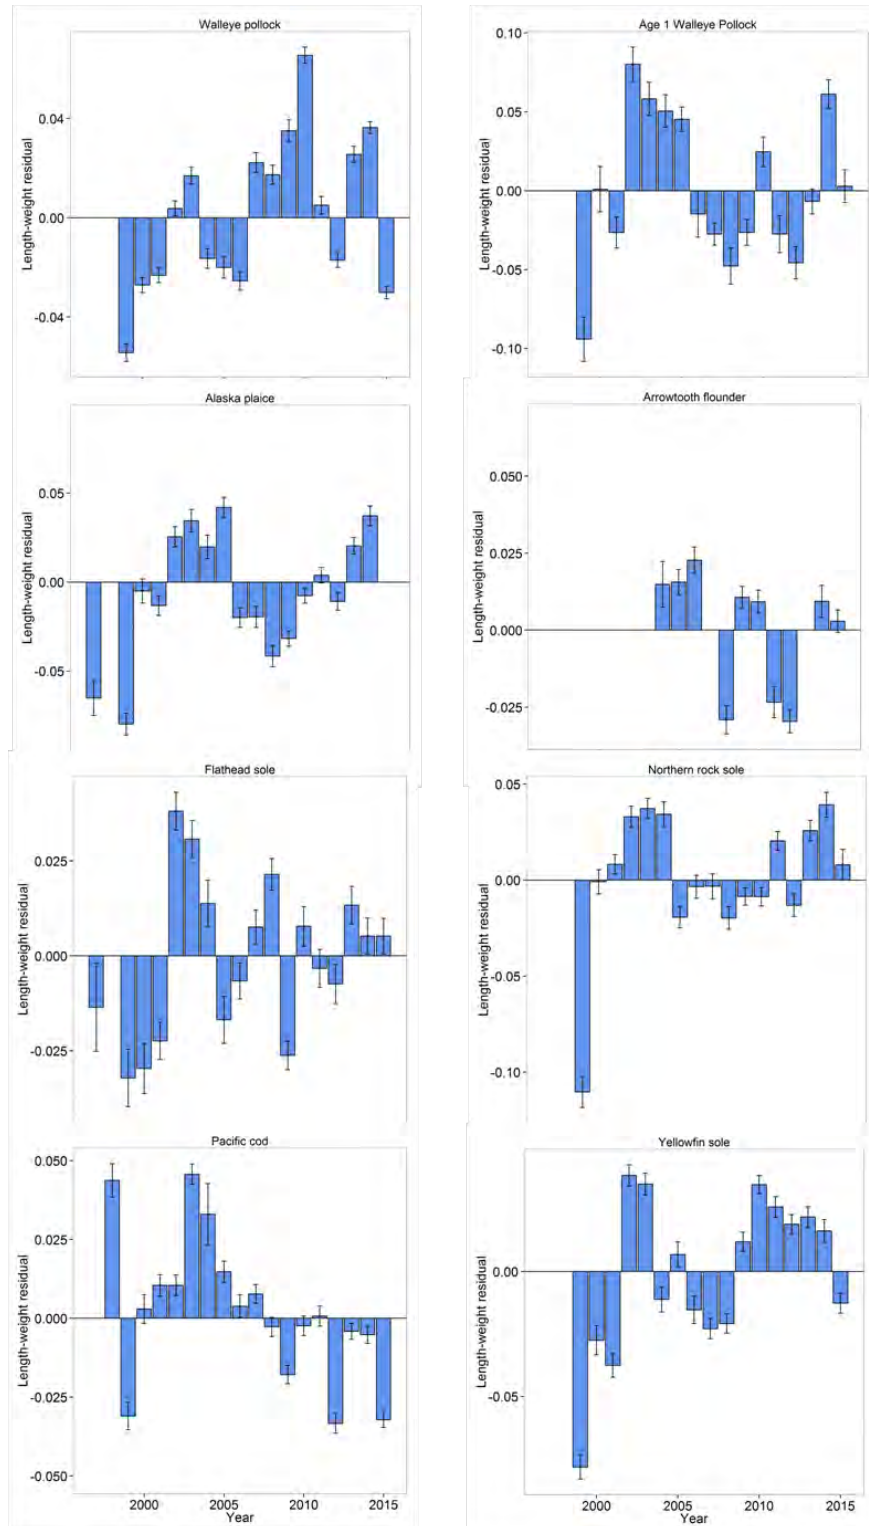 Walleye pollock
0.04
0.00
-0.04
Length-weight residual
Age 1 Walleye Pollock
0.10
0.05
0.00
-0.05
-0.10
Length-weight residual
Alaska plaice
0.05
0.00
-0.05
Length-weight residual
Arrowtooth flounder
0.050
0.025
0.000
-0.025
Length-weight residual
Flathead sole
0.025
0.000
-0.025
Length-weight residual
Northern rock sole
0.05
0.00
-0.05
-0.10
Length-weight residual
Pacific cod
0.050
0.025
0.000
-0.025
-0.050
Length-weight residual
2000 2005 2010 2015
Year
Yellowfin sole
0.00
-0.05
Length-weight residual
2000 2005 2010 2015
Year